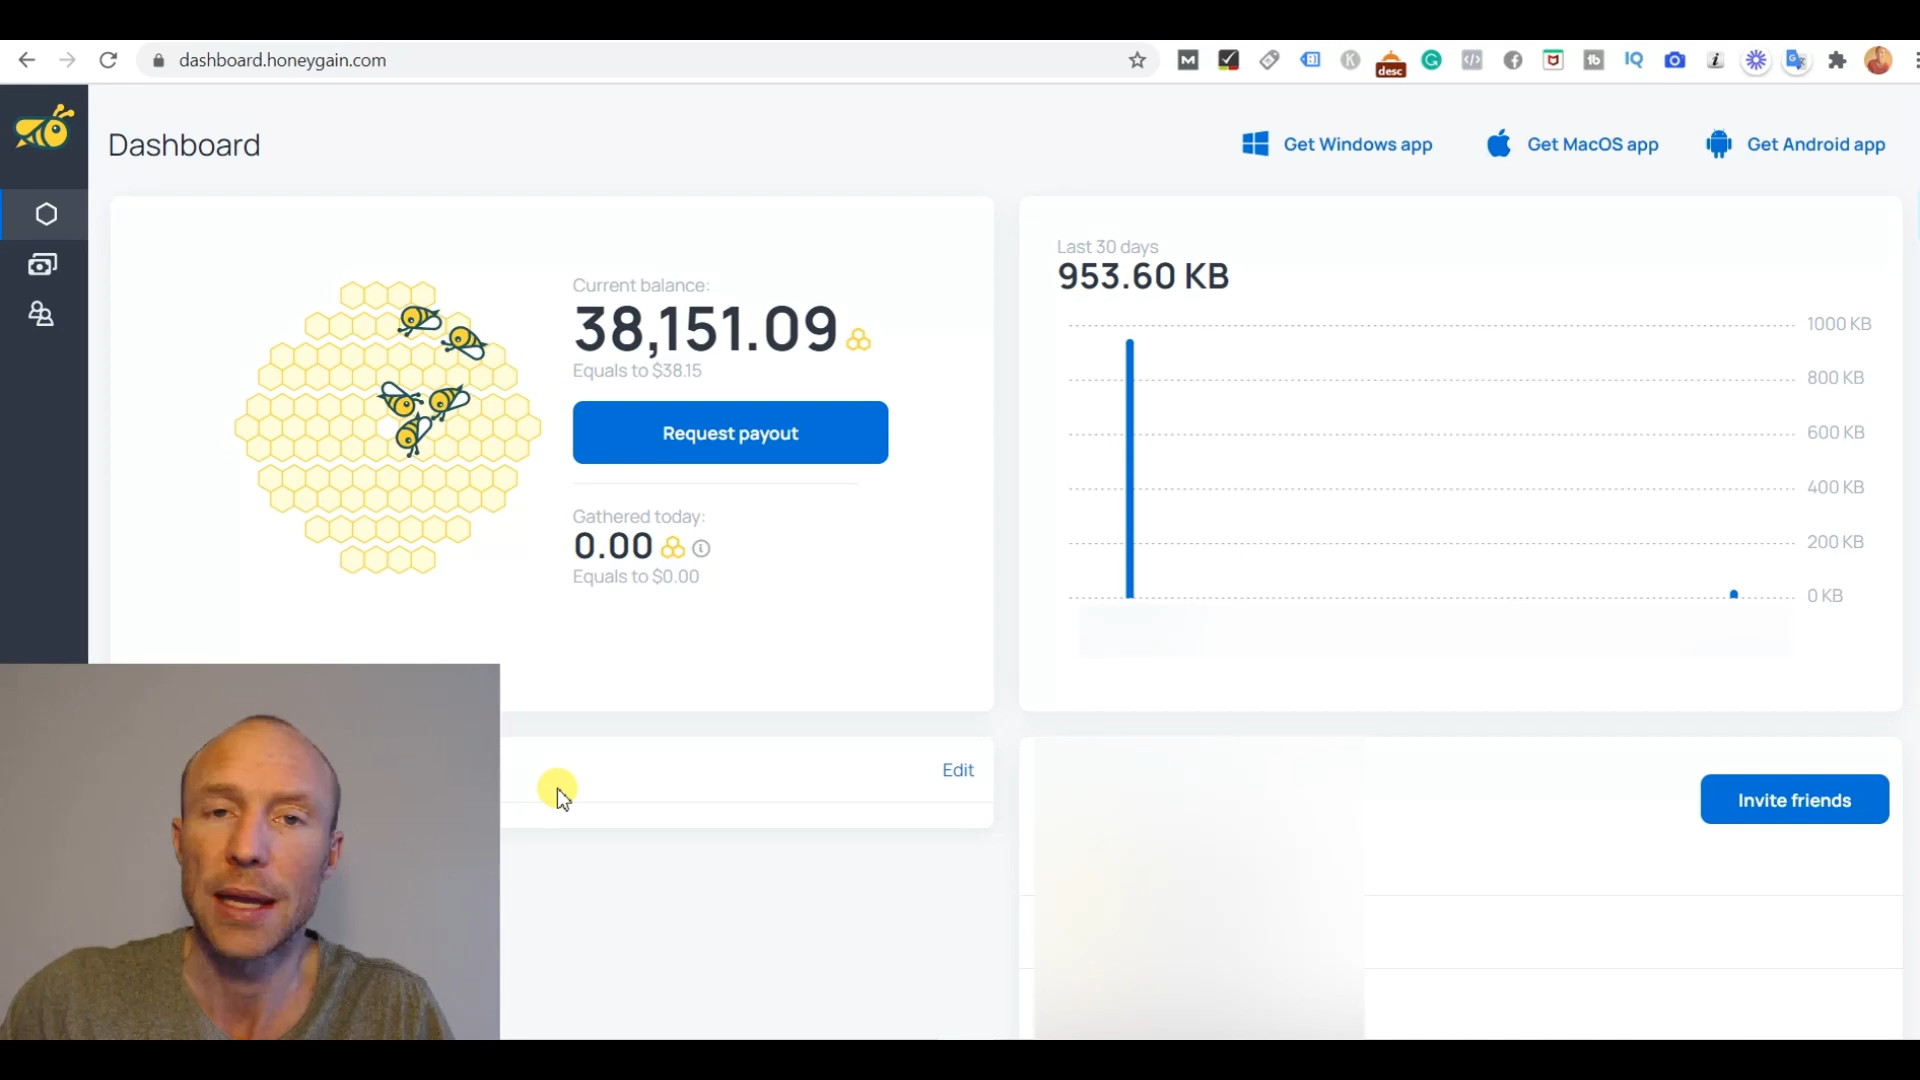 dashboard.honeygain.com
desc
Dashboard
Get Windows app
Get MacOS app
Get Android app
Current balance:
38,151.09
Equals to $38.15
Request payout
Gathered today:
0.00
Equals to $0.00
Last 30 days
953.60 KB
1000 KB
800 KB
600 KB
400 KB
200 KB
0 KB
Edit
Invite friends